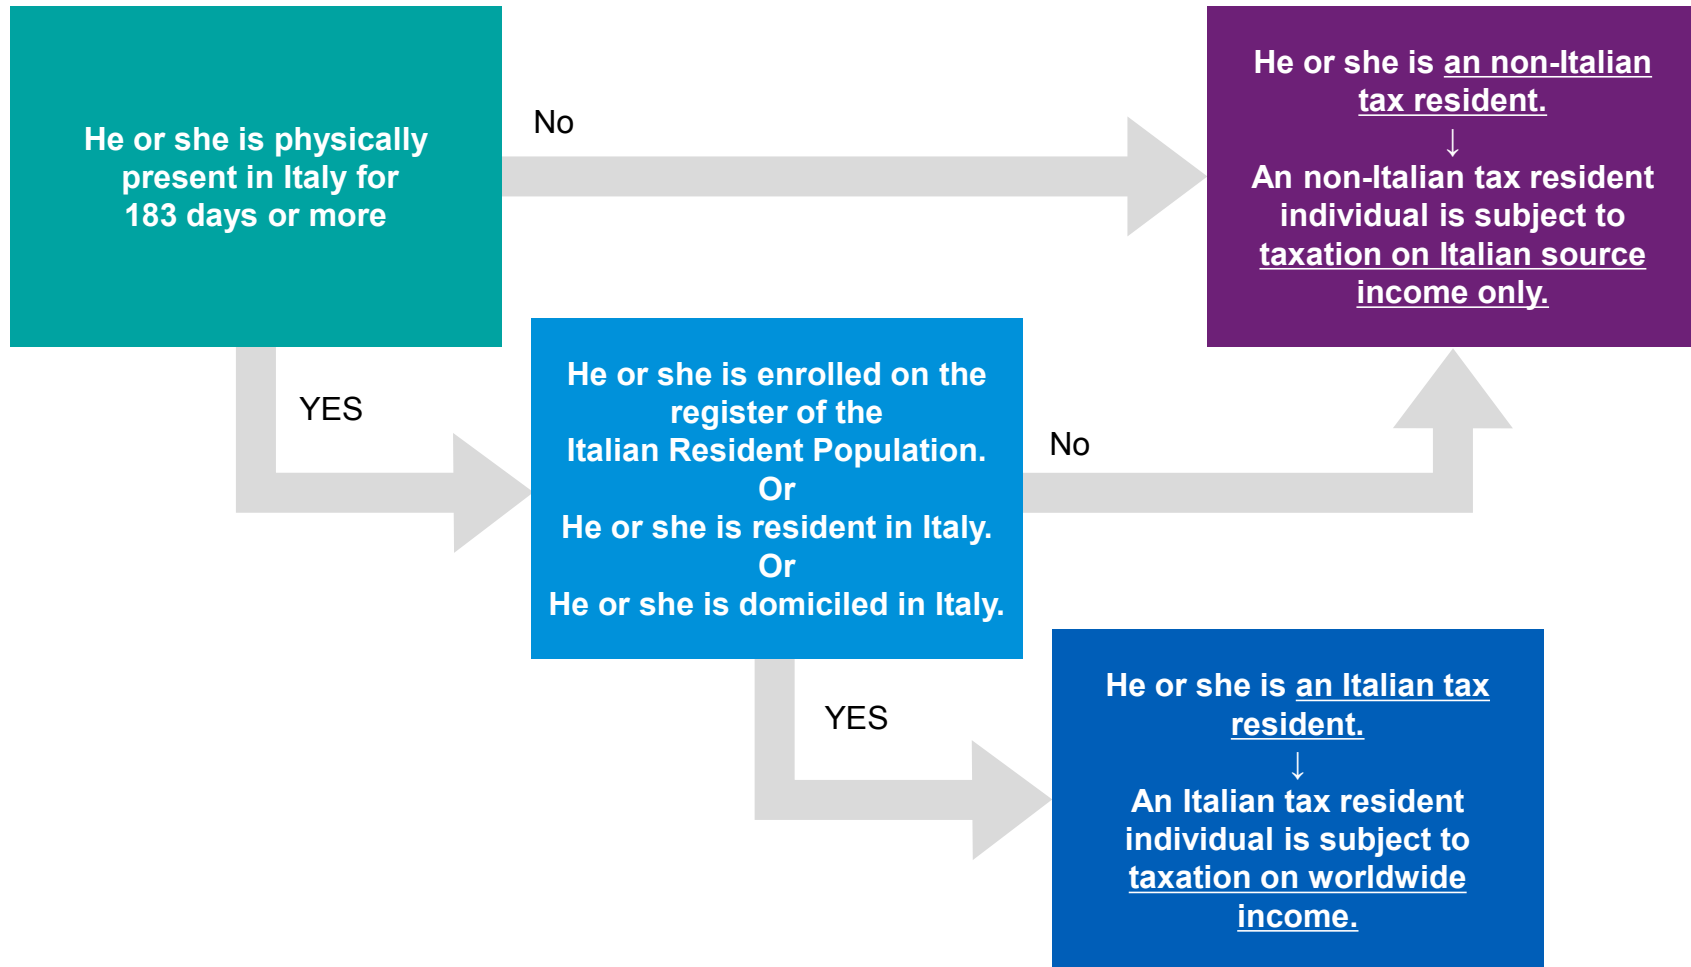 He or she is physically
present in Italy for
183 days or more
No
He or she is an non-Italian
tax resident.
↓
An non-Italian tax resident
individual is subject to
taxation on Italian source
income only.
YES
He or she is enrolled on the
register of the
Italian Resident Population.
Or
He or she is resident in Italy.
Or
He or she is domiciled in Italy.
No
YES
He or she is an Italian tax
resident.
↓
An Italian tax resident
individual is subject to
taxation on worldwide
income.